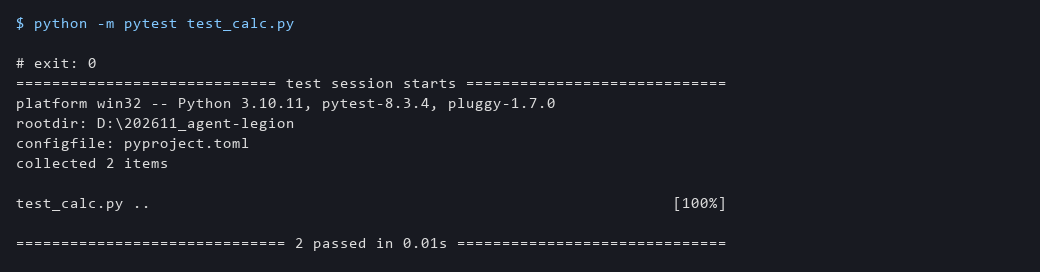 $ python -m pytest test_calc.py
# exit: 0
============================= test session starts =============================
platform win32 -- Python 3.10.11, pytest-8.3.4, pluggy-1.7.0
rootdir: D:\202611_agent-legion
configfile: pyproject.toml
collected 2 items
test_calc.py ..                                                          [100%]
============================== 2 passed in 0.01s ==============================